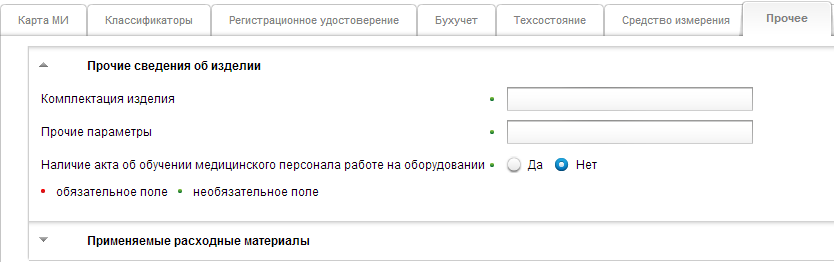 Карта МИ Классификаторы Регистрационное удостоверение Бухучет Техсостояние Средство измерения Прочее
Прочие сведения об изделии
Комплектация изделия
Прочие параметры
Наличие акта об обучении медицинского персонала работе на оборудовании Да Нет
обязательное поле необязательное поле
Применяемые расходные материалы